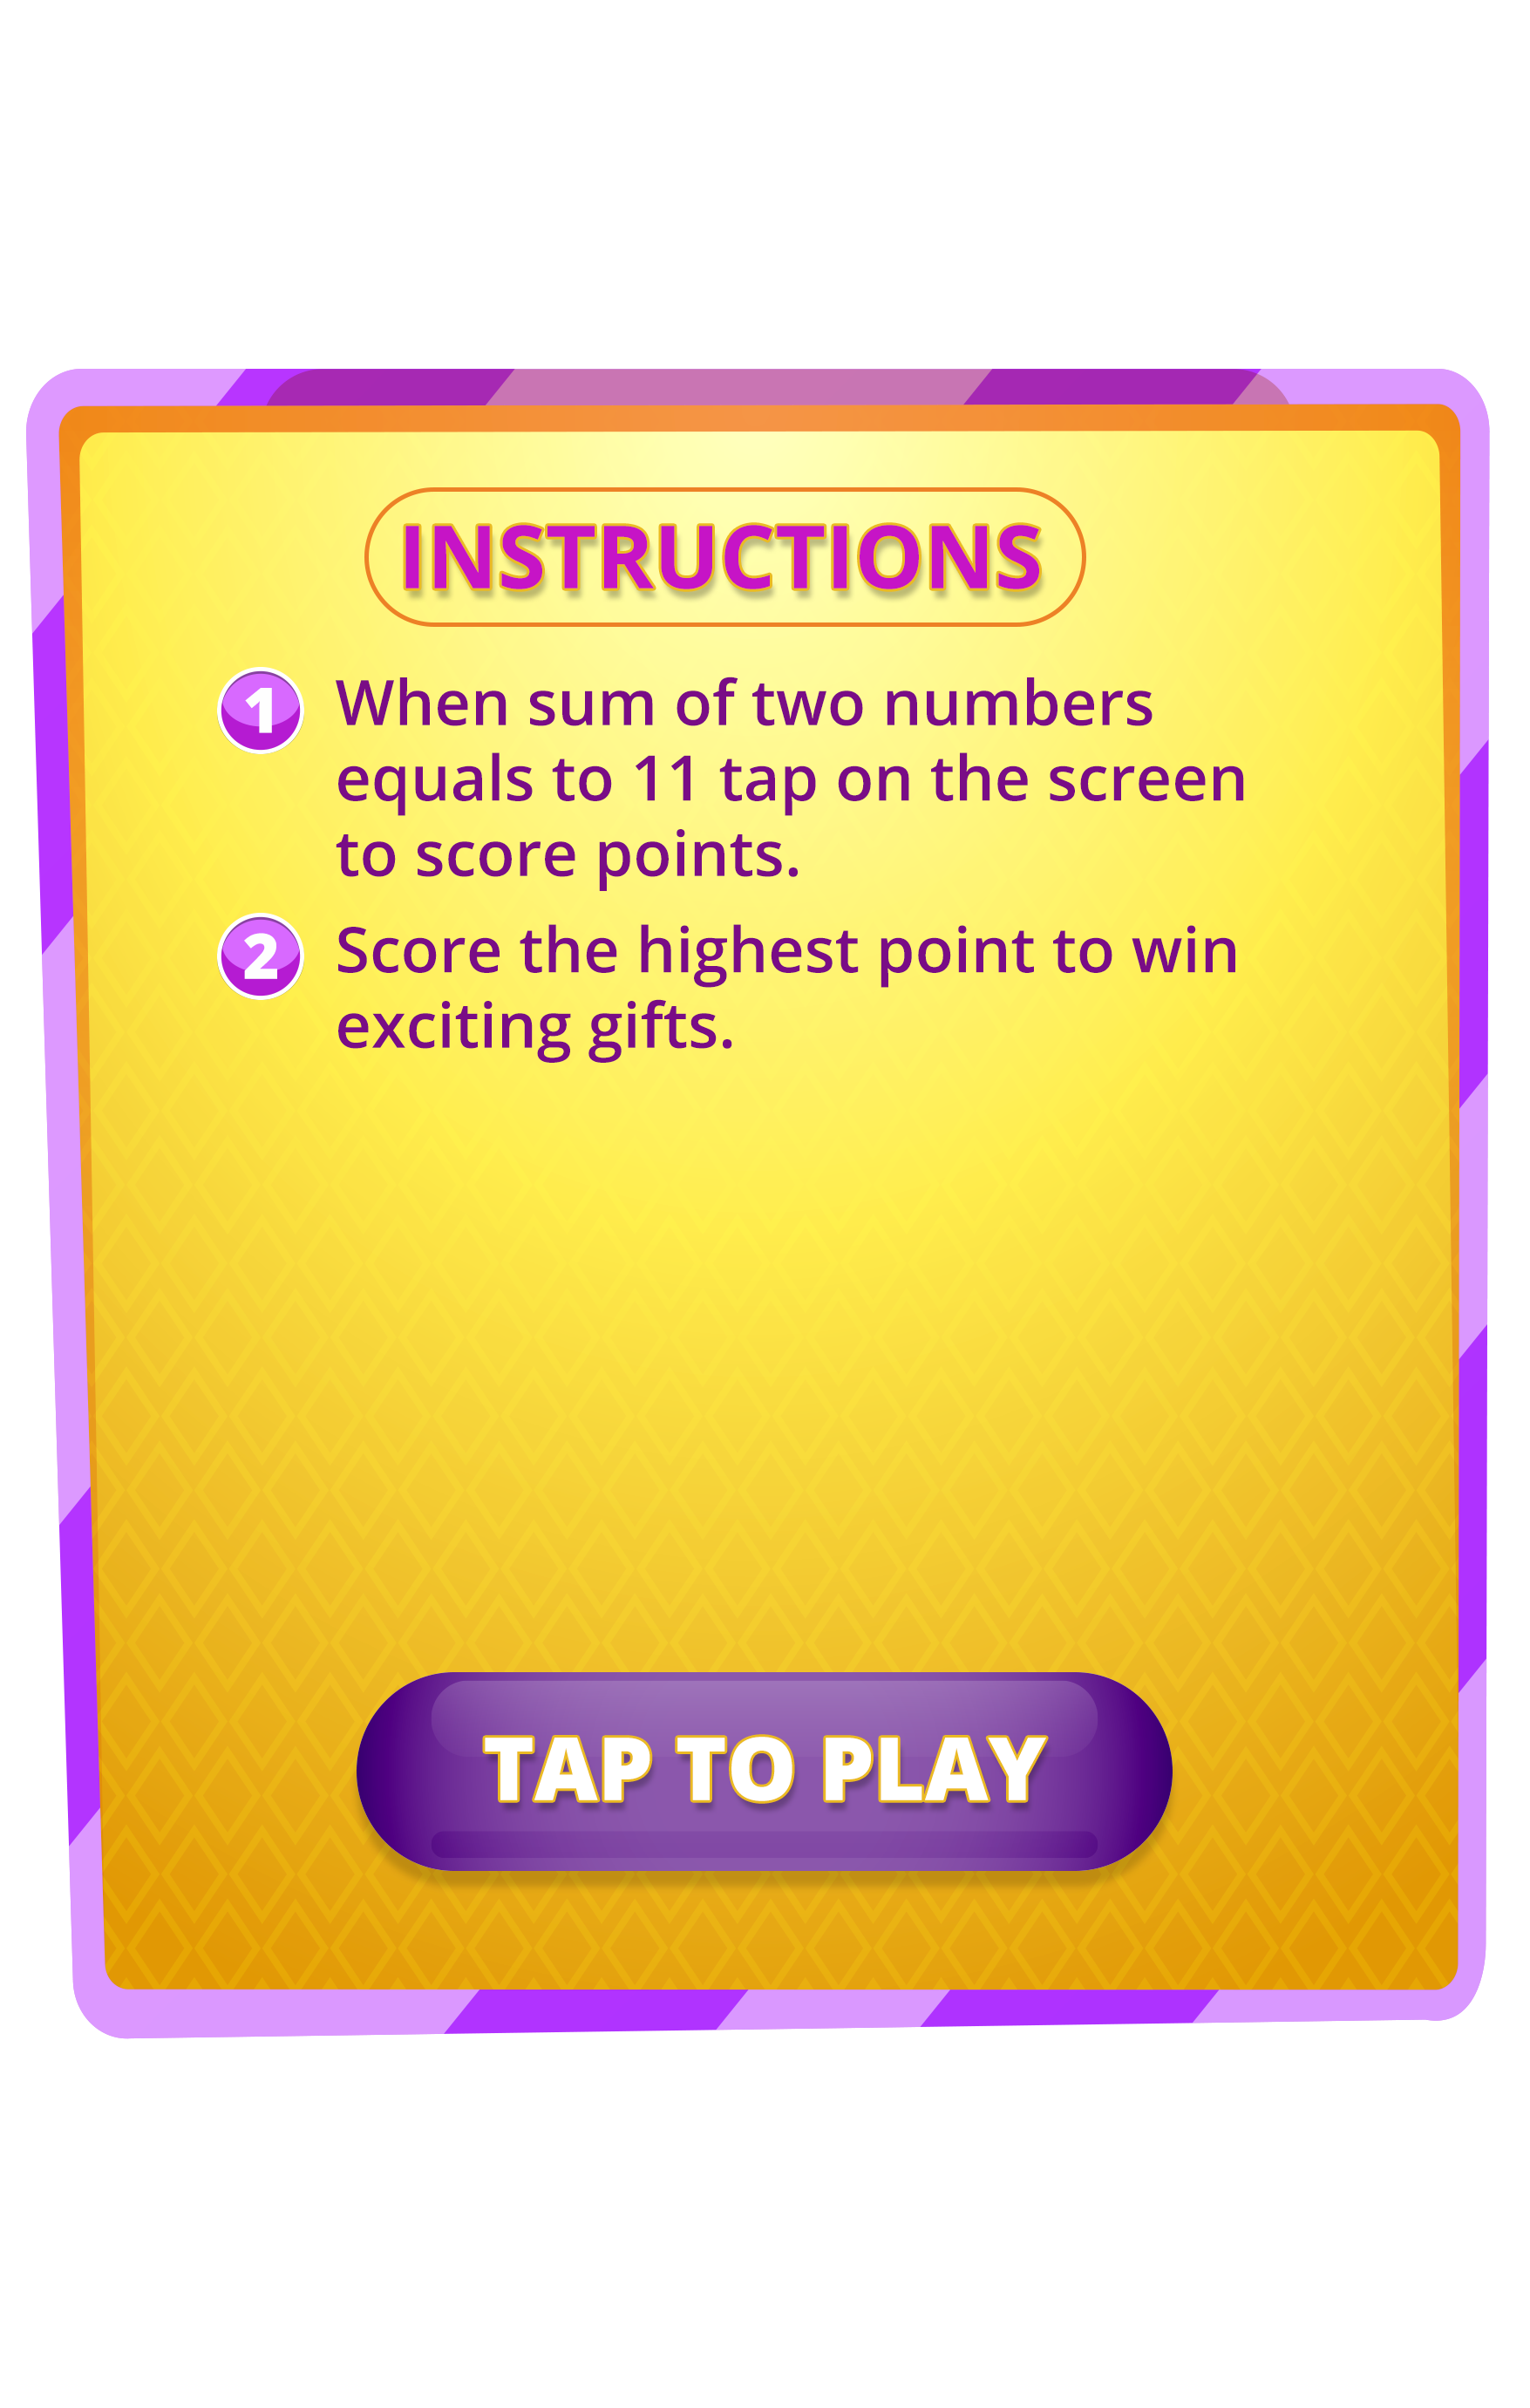 INSTRUCTIONS
1 When sum of two numbers
equals to 11 tap on the screen
to score points.
2 Score the highest point to win
exciting gifts.
TAP TO PLAY